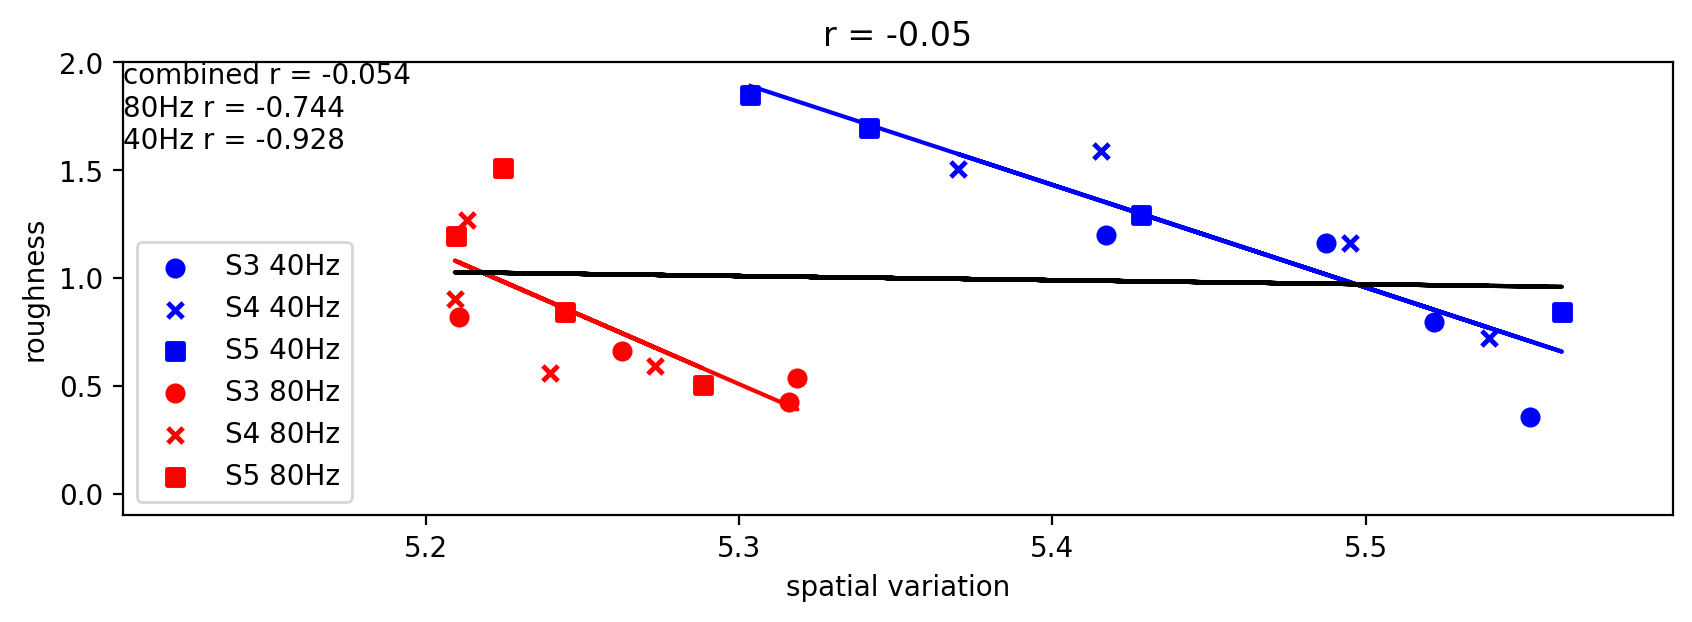 r = -0.05
combined r = -0.054
80Hz r = -0.744
40Hz r = -0.928
2.0
1.5
1.0
0.5
0.0
roughness
S3 40Hz
S4 40Hz
S5 40Hz
S3 80Hz
S4 80Hz
S5 80Hz
5.2 5.3 5.4 5.5
spatial variation